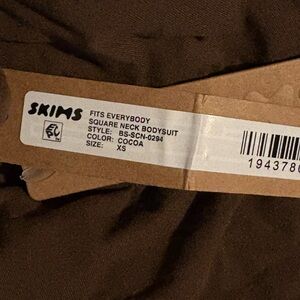 SKIMS
FITS EVERYBODY
SQUARE NECK BODYSUIT
STYLE: BS-SCN-0294
COLOR: COCOA
SIZE: XS
194378